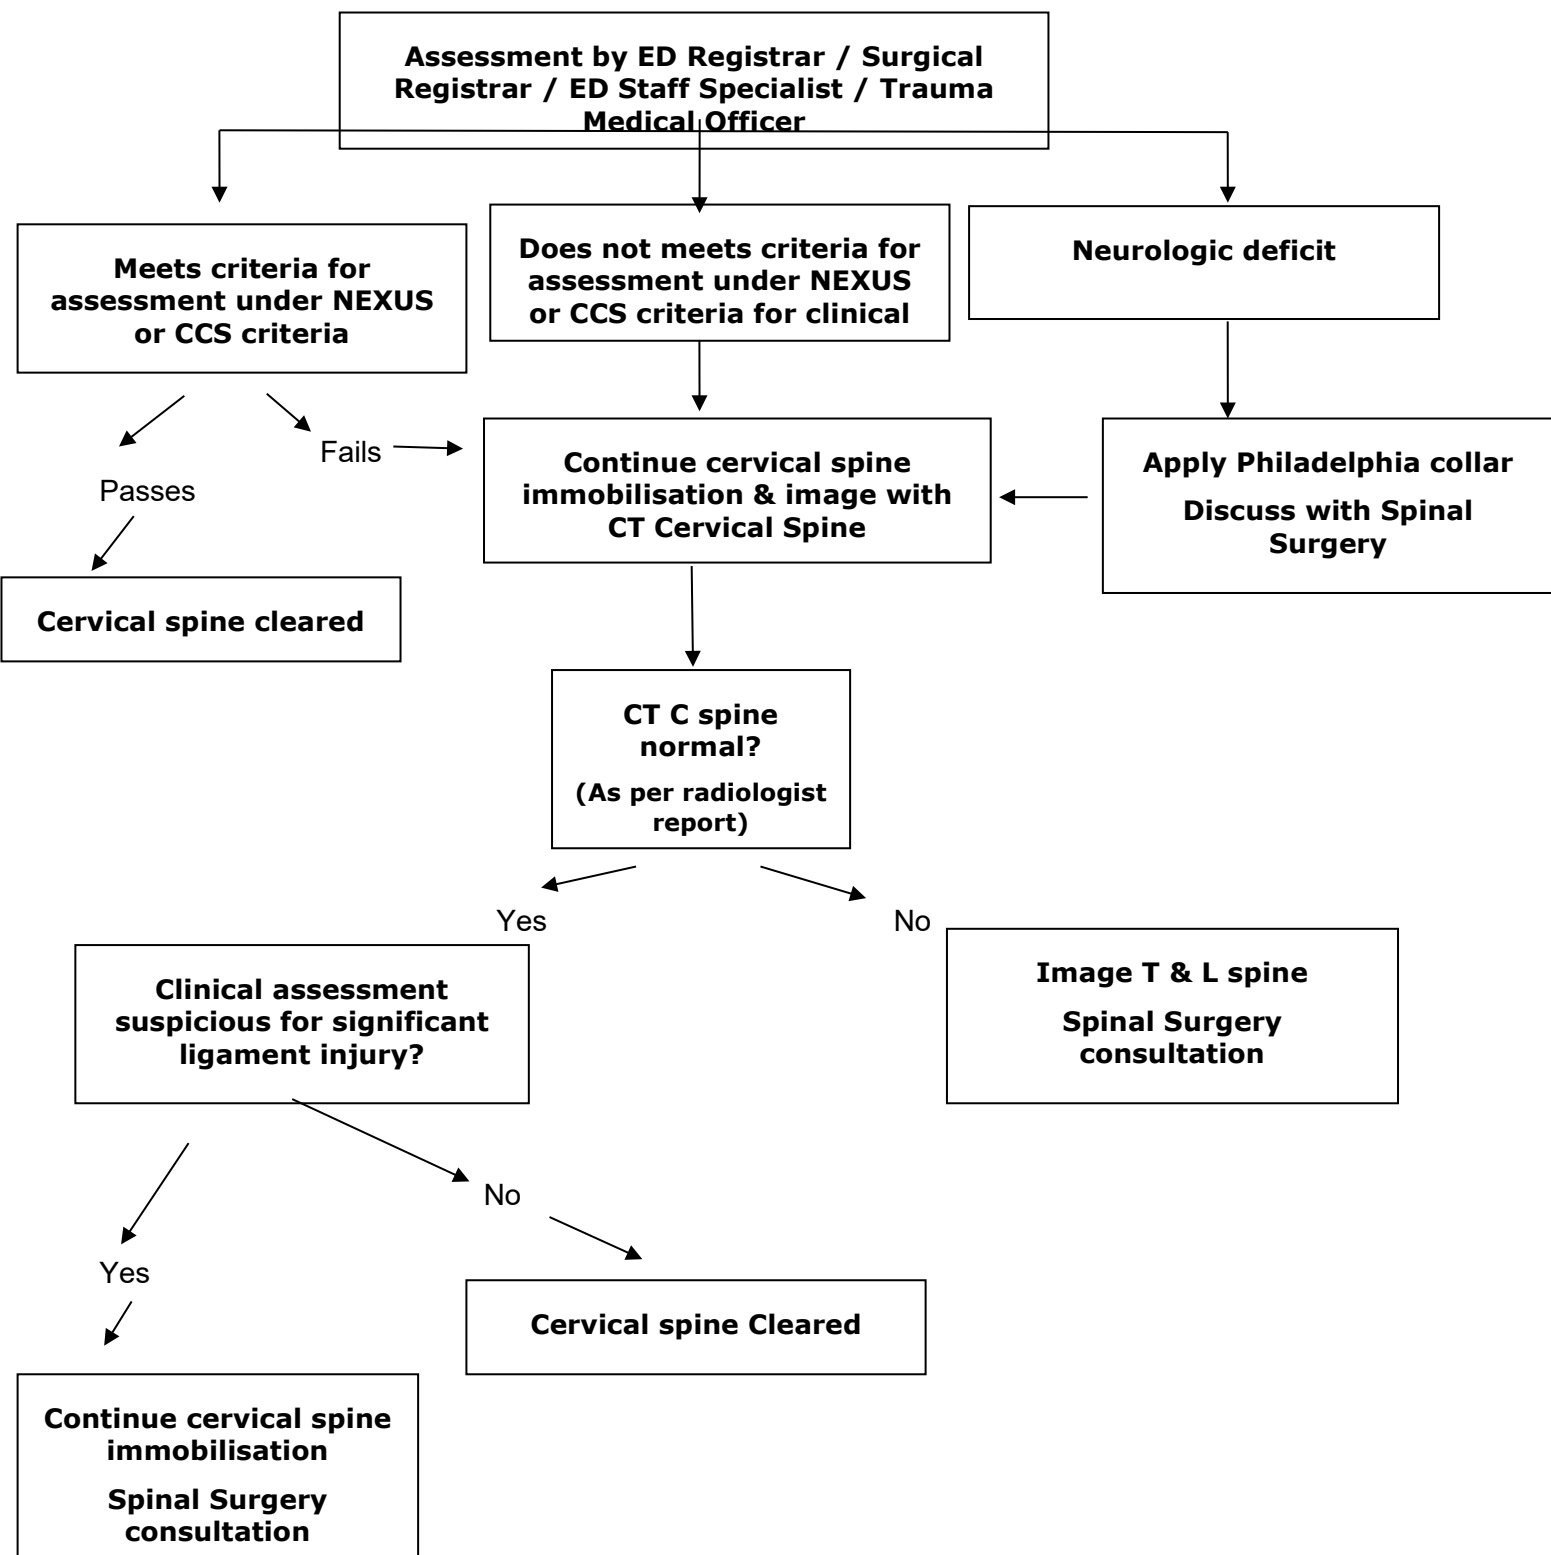 Assessment by ED Registrar / Surgical
Registrar / ED Staff Specialist / Trauma
Medical Officer
Meets criteria for
assessment under NEXUS
or CCS criteria
Does not meets criteria for
assessment under NEXUS
or CCS criteria for clinical
Neurologic deficit
Fails
Passes
Continue cervical spine
immobilisation & image with
CT Cervical Spine
Apply Philadelphia collar
Discuss with Spinal
Surgery
Cervical spine cleared
CT C spine
normal?
(As per radiologist
report)
Yes
No
Clinical assessment
suspicious for significant
ligament injury?
Image T & L spine
Spinal Surgery
consultation
No
Yes
Cervical spine Cleared
Continue cervical spine
immobilisation
Spinal Surgery
consultation